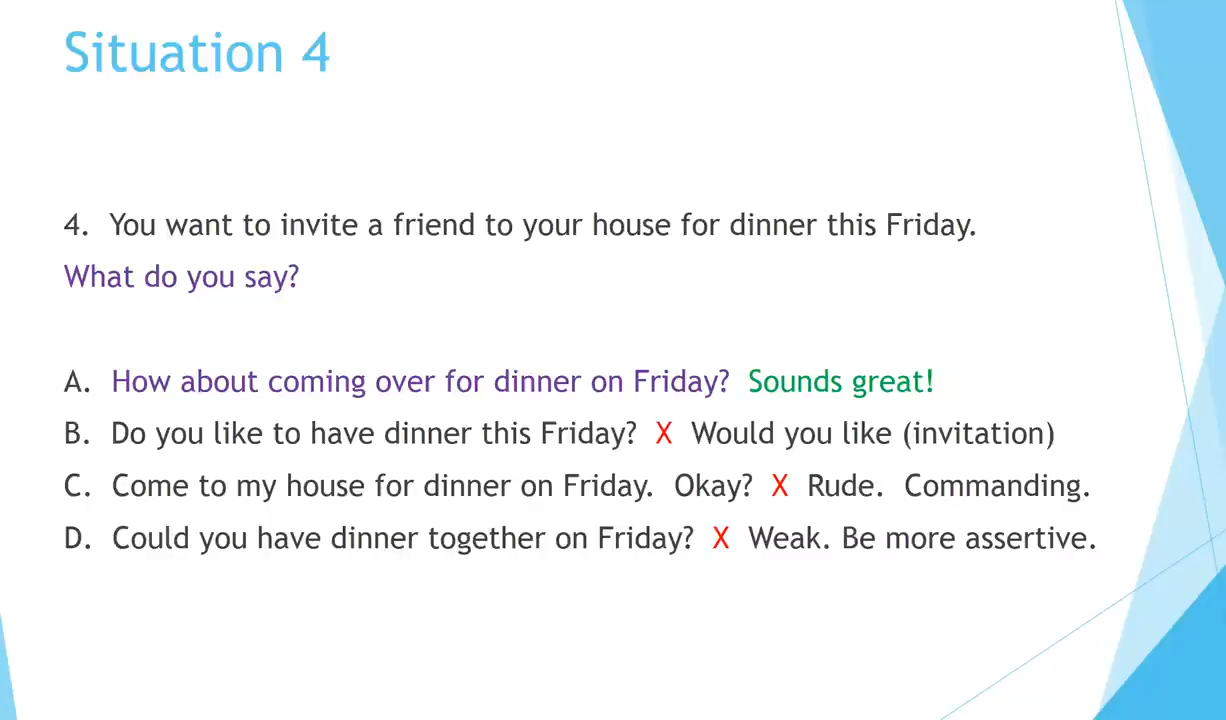 Situation 4
4. You want to invite a friend to your house for dinner this Friday.
What do you say?
A. How about coming over for dinner on Friday? Sounds great!
B. Do you like to have dinner this Friday? X Would you like (invitation)
C. Come to my house for dinner on Friday. Okay? X Rude. Commanding.
D. Could you have dinner together on Friday? X Weak. Be more assertive.